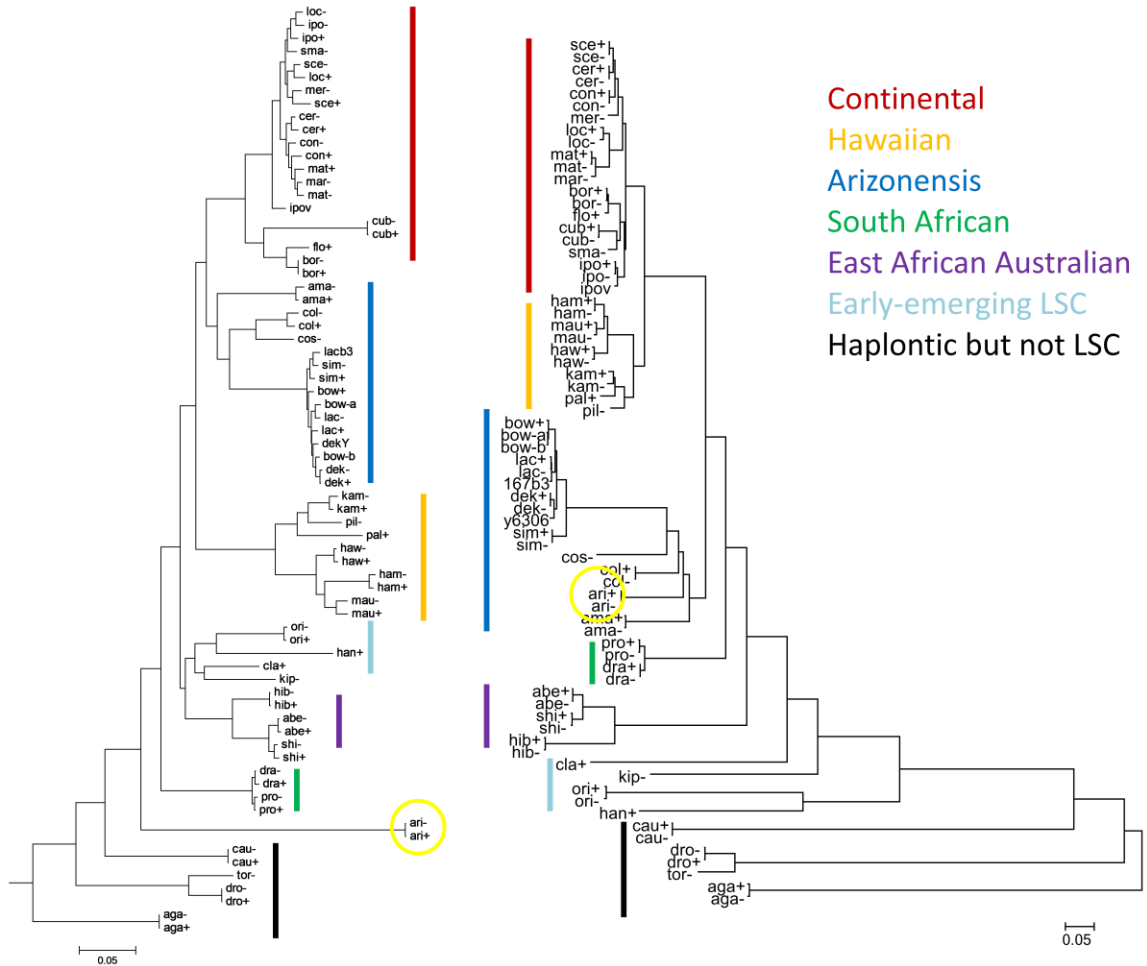 loc-
ipo-
ipo+
sma-
sce-
loc+
mer-
sce+
cer-
cer+
con-
con+
mat+
mar-
mat-
ipov
cub-
cub+
flo+
bor-
bor+
ama-
ama+
col-
col+
cos-
lacb3
sim-
sim+
bow+
bow-a
lac-
lac+
dekY
bow-b
dek-
dek+
kam-
kam+
pil-
pal+
haw-
haw+
ham-
ham+
mau-
mau+
ori-
ori+
han+
cla+
kip-
hib-
hib+
abe-
abe+
shi-
shi+
dra-
dra+
pro-
pro+
ari-
ari+
cau-
cau+
tor-
dro-
dro+
aga-
aga+
0.05
sce+
sce-
cer+
cer-
con+
con-
mer-
loc+
loc-
mat+
mat-
mar-
bor+
bor-
flo+
cub+
cub-
sma-
ipo+
ipo-
ipov
ham+
ham-
mau+
mau-
haw+
haw-
kam+
kam-
pal+
pil-
bow+
bow-a
bow-b
lac+
lac-
167b3
dek+
dek-
y6306
sim+
sim-
cos-
col+
col-
ari+
ari-
ama+
ama-
pro+
pro-
dra+
dra-
abe+
abe-
shi+
shi-
hib+
hib-
cla+
kip-
ori+
ori-
han+
cau+
cau-
dro-
dro+
tor-
aga+
aga-
0.05
Continental
Hawaiian
Arizonensis
South African
East African Australian
Early-emerging LSC
Haplontic but not LSC